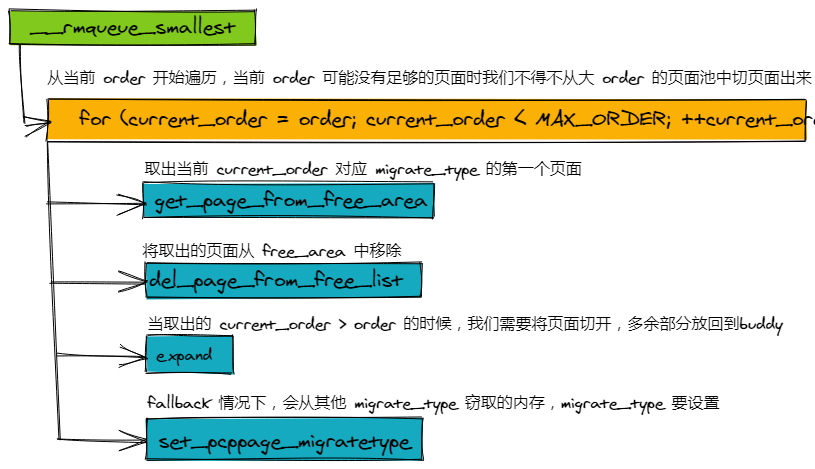 __rmqueue_smallest
从当前 order 开始遍历，当前 order 可能没有足够的页面时我们不得不从大 order 的页面池中切页面出来
for (current_order = order; current_order < MAX_ORDER; ++current_or
取出当前 current_order 对应 migrate_type 的第一个页面
get_page_from_free_area
将取出的页面从 free_area 中移除
del_page_from_free_list
当取出的 current_order > order 的时候，我们需要将页面切开，多余部分放回到buddy
expand
fallback 情况下，会从其他 migrate_type 窃取的内存，migrate_type 要设置
set_pcppage_migratetype